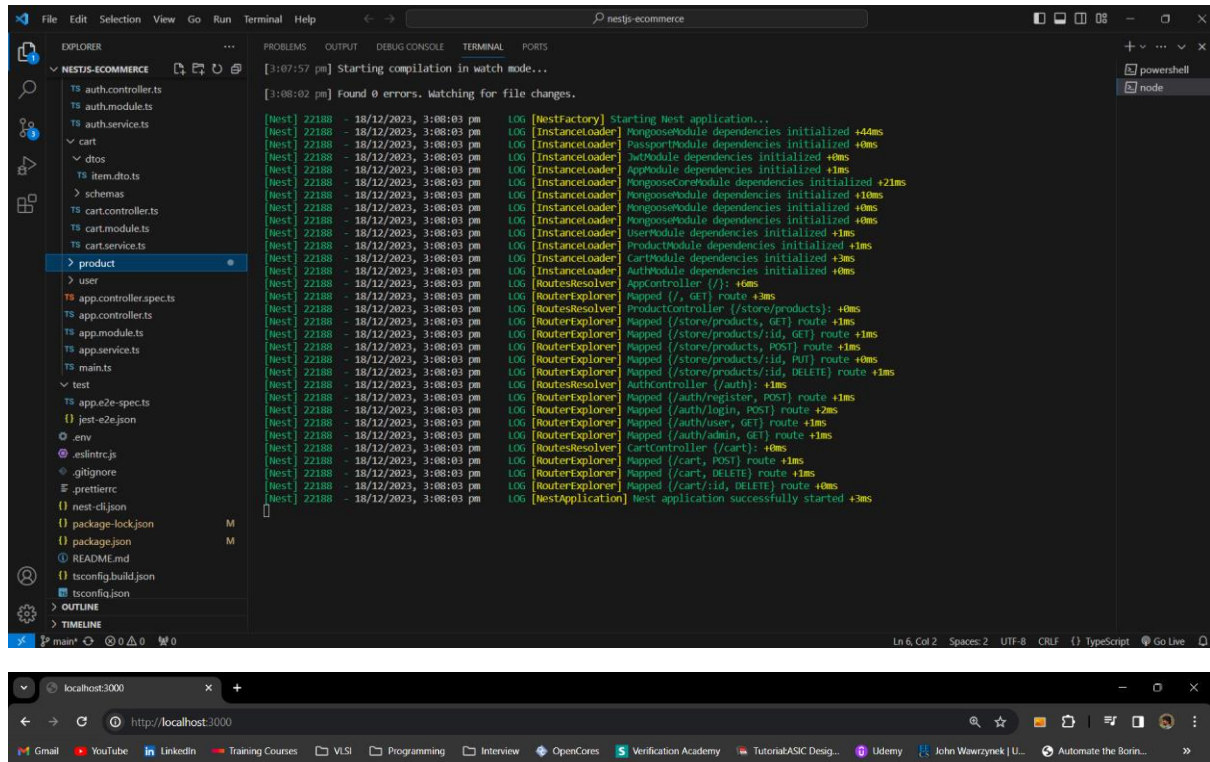 File Edit Selection View Go Run Terminal Help
nestjs-ecommerce
EXPLORER
NESTJS-ECOMMERCE
TS auth.controller.ts
TS auth.module.ts
TS auth.service.ts
cart
dtos
TS item.dto.ts
schemas
TS cart.controller.ts
TS cart.module.ts
TS cart.service.ts
product
user
TS app.controller.spec.ts
TS app.controller.ts
TS app.module.ts
TS app.service.ts
TS main.ts
test
TS app.e2e-spec.ts
{} jest-e2e.json
.env
.eslintrc.js
.gitignore
.prettierrc
{} nest-cli.json
{} package-lock.json M
{} package.json M
README.md
{} tsconfig.build.json
tsconfig.json
OUTLINE
TIMELINE
PROBLEMS OUTPUT DEBUG CONSOLE TERMINAL PORTS
[3:07:57 pm] Starting compilation in watch mode...
[3:08:02 pm] Found 0 errors. Watching for file changes.
[Nest] 22188 - 18/12/2023, 3:08:03 pm LOG [NestFactory] Starting Nest application...
[Nest] 22188 - 18/12/2023, 3:08:03 pm LOG [InstanceLoader] MongooseModule dependencies initialized +44ms
[Nest] 22188 - 18/12/2023, 3:08:03 pm LOG [InstanceLoader] PassportModule dependencies initialized +0ms
[Nest] 22188 - 18/12/2023, 3:08:03 pm LOG [InstanceLoader] JwtModule dependencies initialized +0ms
[Nest] 22188 - 18/12/2023, 3:08:03 pm LOG [InstanceLoader] AppModule dependencies initialized +1ms
[Nest] 22188 - 18/12/2023, 3:08:03 pm LOG [InstanceLoader] MongooseCoreModule dependencies initialized +21ms
[Nest] 22188 - 18/12/2023, 3:08:03 pm LOG [InstanceLoader] MongooseModule dependencies initialized +10ms
[Nest] 22188 - 18/12/2023, 3:08:03 pm LOG [InstanceLoader] MongooseModule dependencies initialized +0ms
[Nest] 22188 - 18/12/2023, 3:08:03 pm LOG [InstanceLoader] MongooseModule dependencies initialized +0ms
[Nest] 22188 - 18/12/2023, 3:08:03 pm LOG [InstanceLoader] UserModule dependencies initialized +1ms
[Nest] 22188 - 18/12/2023, 3:08:03 pm LOG [InstanceLoader] ProductModule dependencies initialized +1ms
[Nest] 22188 - 18/12/2023, 3:08:03 pm LOG [InstanceLoader] CartModule dependencies initialized +3ms
[Nest] 22188 - 18/12/2023, 3:08:03 pm LOG [InstanceLoader] AuthModule dependencies initialized +0ms
[Nest] 22188 - 18/12/2023, 3:08:03 pm LOG [RoutesResolver] AppController {/}: +6ms
[Nest] 22188 - 18/12/2023, 3:08:03 pm LOG [RouterExplorer] Mapped {/, GET} route +3ms
[Nest] 22188 - 18/12/2023, 3:08:03 pm LOG [RoutesResolver] ProductController {/store/products}: +0ms
[Nest] 22188 - 18/12/2023, 3:08:03 pm LOG [RouterExplorer] Mapped {/store/products, GET} route +1ms
[Nest] 22188 - 18/12/2023, 3:08:03 pm LOG [RouterExplorer] Mapped {/store/products/:id, GET} route +1ms
[Nest] 22188 - 18/12/2023, 3:08:03 pm LOG [RouterExplorer] Mapped {/store/products, POST} route +1ms
[Nest] 22188 - 18/12/2023, 3:08:03 pm LOG [RouterExplorer] Mapped {/store/products/:id, PUT} route +0ms
[Nest] 22188 - 18/12/2023, 3:08:03 pm LOG [RouterExplorer] Mapped {/store/products/:id, DELETE} route +1ms
[Nest] 22188 - 18/12/2023, 3:08:03 pm LOG [RoutesResolver] AuthController {/auth}: +1ms
[Nest] 22188 - 18/12/2023, 3:08:03 pm LOG [RouterExplorer] Mapped {/auth/register, POST} route +1ms
[Nest] 22188 - 18/12/2023, 3:08:03 pm LOG [RouterExplorer] Mapped {/auth/login, POST} route +2ms
[Nest] 22188 - 18/12/2023, 3:08:03 pm LOG [RouterExplorer] Mapped {/auth/user, GET} route +1ms
[Nest] 22188 - 18/12/2023, 3:08:03 pm LOG [RouterExplorer] Mapped {/auth/admin, GET} route +1ms
[Nest] 22188 - 18/12/2023, 3:08:03 pm LOG [RoutesResolver] CartController {/cart}: +0ms
[Nest] 22188 - 18/12/2023, 3:08:03 pm LOG [RouterExplorer] Mapped {/cart, POST} route +1ms
[Nest] 22188 - 18/12/2023, 3:08:03 pm LOG [RouterExplorer] Mapped {/cart, DELETE} route +1ms
[Nest] 22188 - 18/12/2023, 3:08:03 pm LOG [RouterExplorer] Mapped {/cart/:id, DELETE} route +0ms
[Nest] 22188 - 18/12/2023, 3:08:03 pm LOG [NestApplication] Nest application successfully started +3ms
powershell
node
main* 0 0 0 Ln 6, Col 2 Spaces: 2 UTF-8 CRLF {} TypeScript Go Live
localhost:3000
http://localhost:3000
Gmail YouTube LinkedIn Training Courses VLSI Programming Interview OpenCores Verification Academy Tutorial:ASIC Desig... Udemy John Wawrzynek | U... Automate the Borin... »